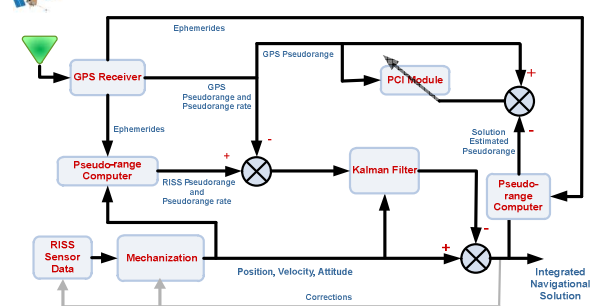 Ephemerides
GPS Pseudorange
GPS Receiver
PCI Module
+
GPS
Pseudorange and
Pseudorange rate
Ephemerides
-
-
Solution
Estimated
Pseudorange
Pseudo-range
Computer
+
RISS Pseudorange
and
Pseudorange rate
Kalman Filter
Pseudo-
range
Computer
-
RISS
Sensor
Data
Mechanization
+
Position, Velocity, Attitude
Integrated
Navigational
Solution
Corrections